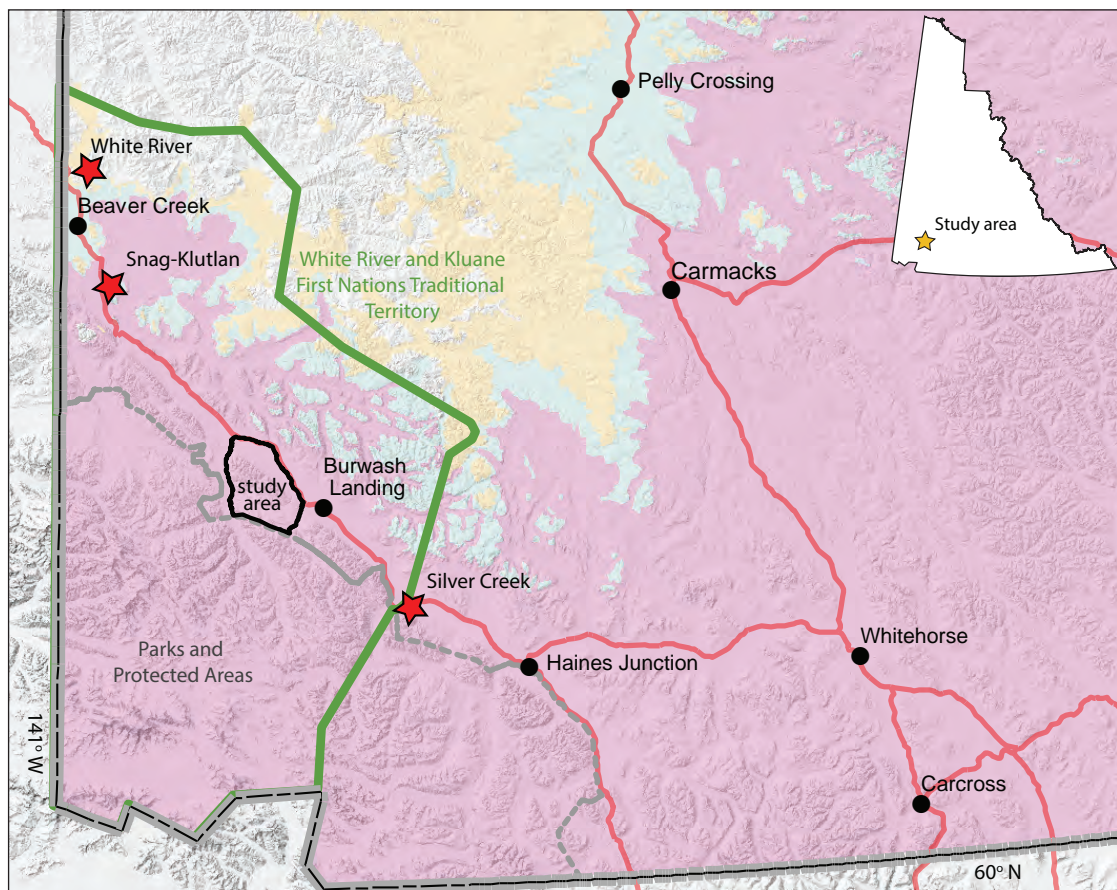 Pelly Crossing
White River
Beaver Creek
Study area
Snag-Klutlan
White River and Kluane
First Nations Traditional
Territory
Carmacks
Burwash
Landing
study
area
Silver Creek
Whitehorse
Haines Junction
Parks and
Protected Areas
141° W
Carcross
60° N